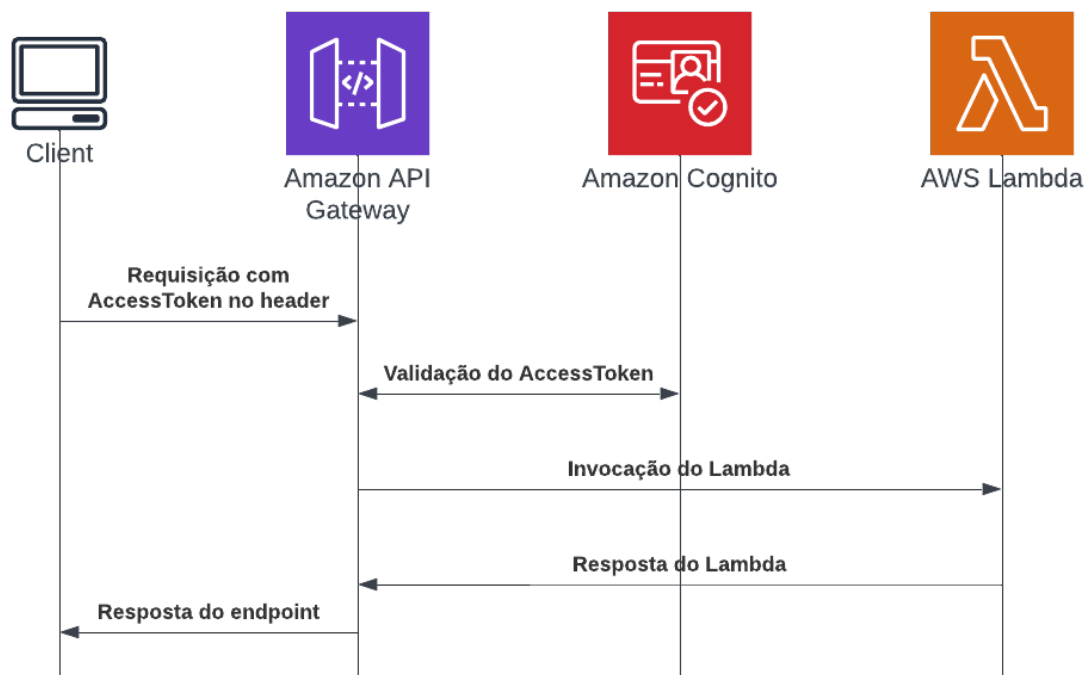 Client
Amazon API
Gateway
Amazon Cognito
AWS Lambda
Requisição com
AccessToken no header
Validação do AccessToken
Invocação do Lambda
Resposta do Lambda
Resposta do endpoint